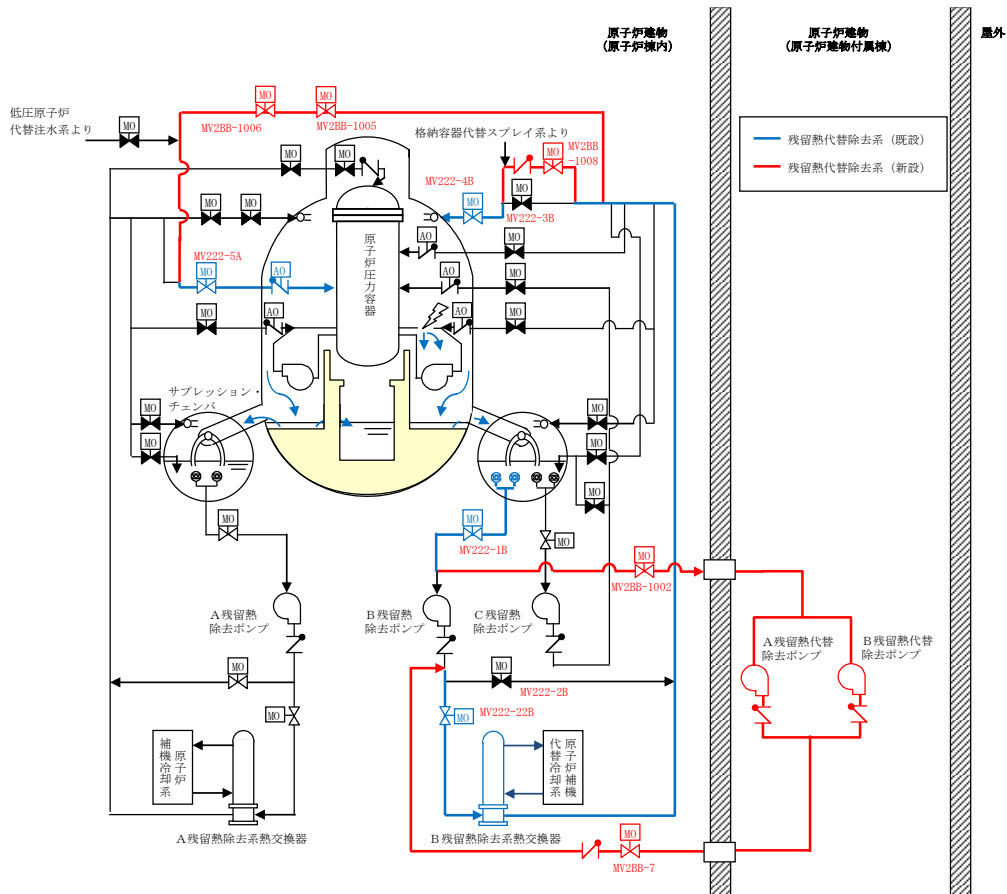 原子炉建物
(原子炉棟内)
原子炉建物
(原子炉建物付属棟)
屋外
残留熱代替除去系（既設）
残留熱代替除去系（新設）
低圧原子炉
代替注水系より
MO
MO
MO
MV2BB-1006
MV2BB-1005
格納容器代替スプレイ系より
MV2BB
-1008
MO
MO
MO
MO
MV222-4B
MO
MV222-3B
MO
MO
MV222-5A
MO
AO
原子炉圧力容器
AO
MO
AO
MO
MO
AO
AO
MO
サプレッション・
チェンバ
MO
MO
MO
MO
MO
MO
MO
MV222-1B
MO
MO
MV2BB-1002
A残留熱
除去ポンプ
B残留熱
除去ポンプ
C残留熱
除去ポンプ
A残留熱代替
除去ポンプ
B残留熱代替
除去ポンプ
MO
MO
MV222-2B
MO
MO
MV222-22B
原子炉
補機冷却系
原子炉補機
代替冷却系
A残留熱除去系熱交換器
B残留熱除去系熱交換器
MO
MV2BB-7